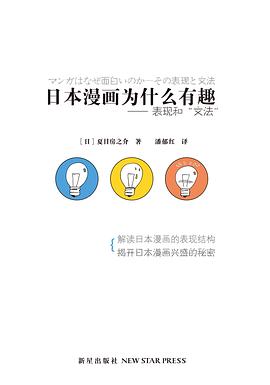 マンガはなぜ面白いのか—その表現と文法
日本漫画为什么有趣
—— 表现和“文法”
［日］夏目房之介 著 潘郁红 译
解读日本漫画的表现结构
揭开日本漫画兴盛的秘密
新星出版社 NEW STAR PRESS